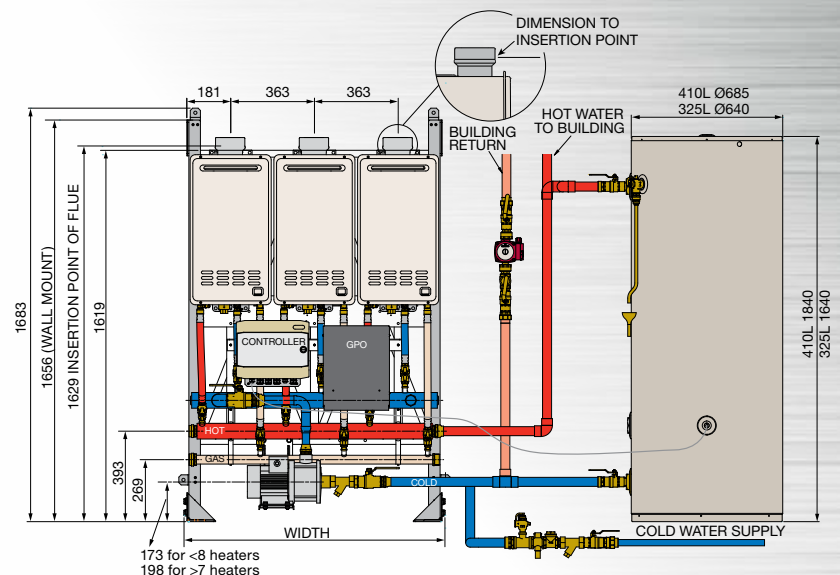 DIMENSION TO
INSERTION POINT
181
363
363
410L Ø685
325L Ø640
BUILDING
RETURN
HOT WATER
TO BUILDING
1683
1656 (WALL MOUNT)
1629 INSERTION POINT OF FLUE
1619
410L 1840
325L 1640
CONTROLLER
GPO
HOT
GAS
COLD
393
269
WIDTH
COLD WATER SUPPLY
173 for <8 heaters
198 for >7 heaters